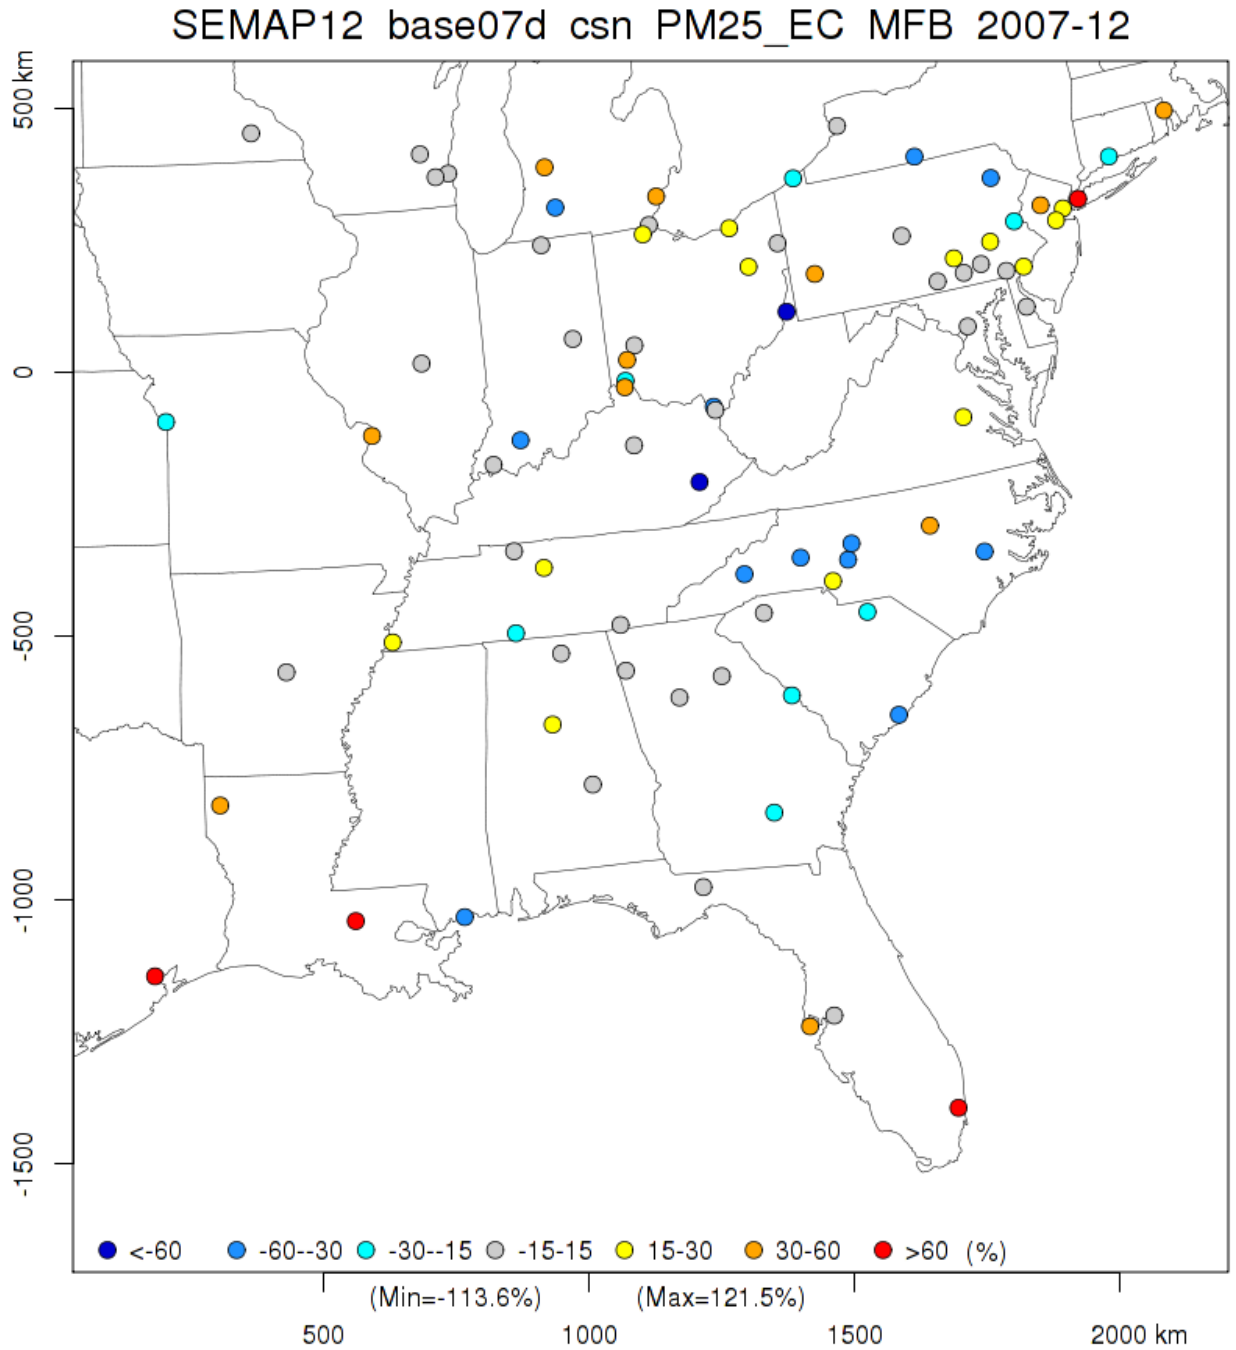 SEMAP12 base07d csn PM25_EC MFB 2007-12
500 km
0
-500
-1000
-1500
<-60 -60--30 -30--15 -15-15 15-30 30-60 >60 (%)
(Min=-113.6%) (Max=121.5%)
500 1000 1500 2000 km